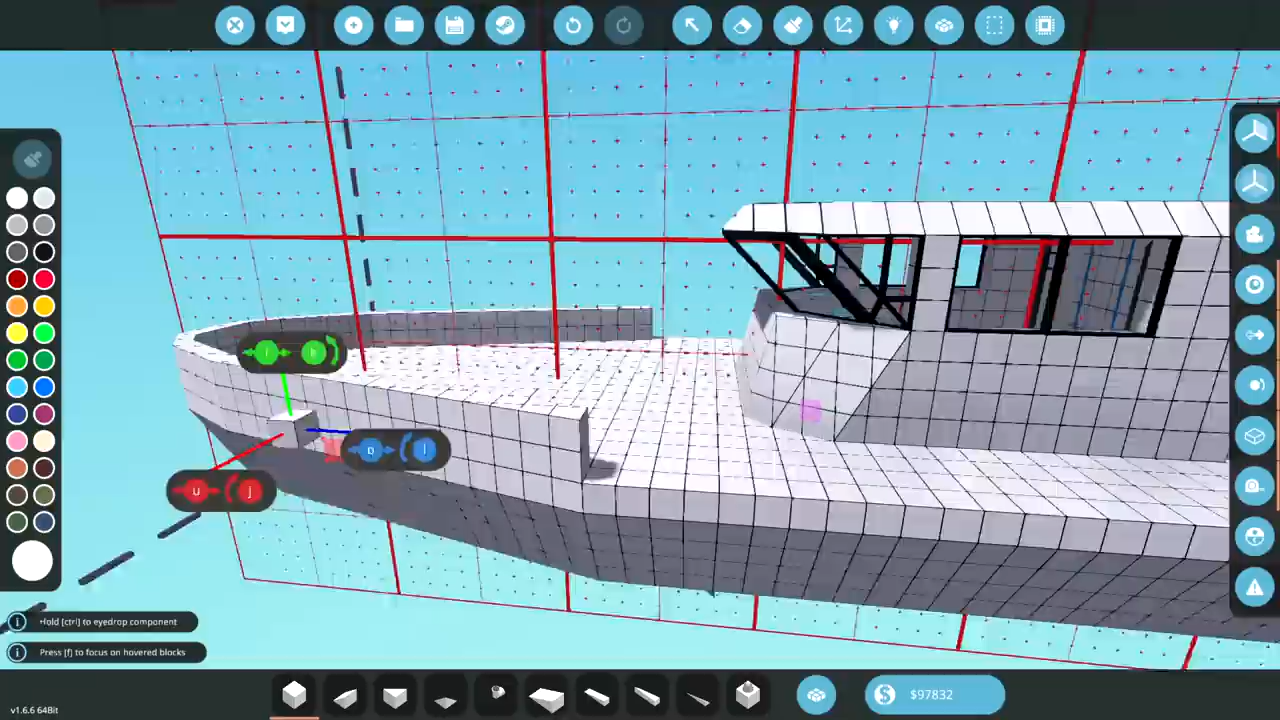 u
j
p
l
Hold [ctrl] to eyedrop component
Press [f] to focus on hovered blocks
v1.6.6 64Bit
$97832